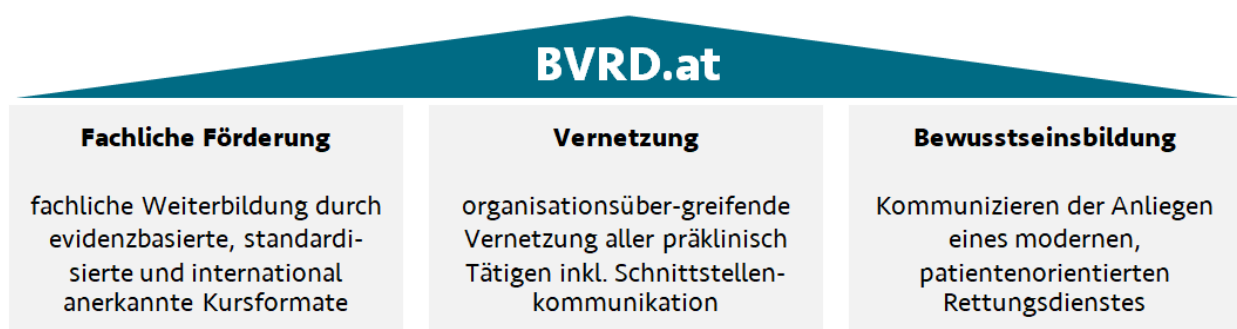 BVRD.at
Fachliche Förderung
fachliche Weiterbildung durch
evidenzbasierte, standardi-
sierte und international
anerkannte Kursformate
Vernetzung
organisationsüber-greifende
Vernetzung aller präklinisch
Tätigen inkl. Schnittstellen-
kommunikation
Bewusstseinsbildung
Kommunizieren der Anliegen
eines modernen,
patientenorientierten
Rettungsdienstes